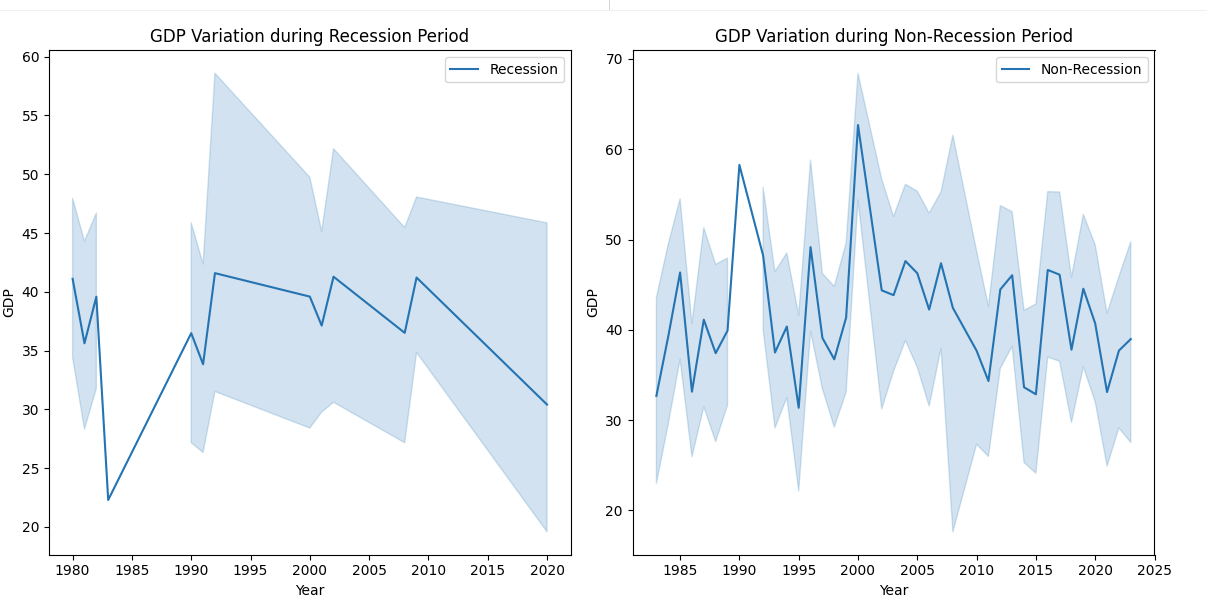 GDP Variation during Recession Period
Recession
60
55
50
45
40
35
30
25
20
GDP
1980 1985 1990 1995 2000 2005 2010 2015 2020
Year
GDP Variation during Non-Recession Period
Non-Recession
70
60
50
40
30
20
GDP
1985 1990 1995 2000 2005 2010 2015 2020 2025
Year